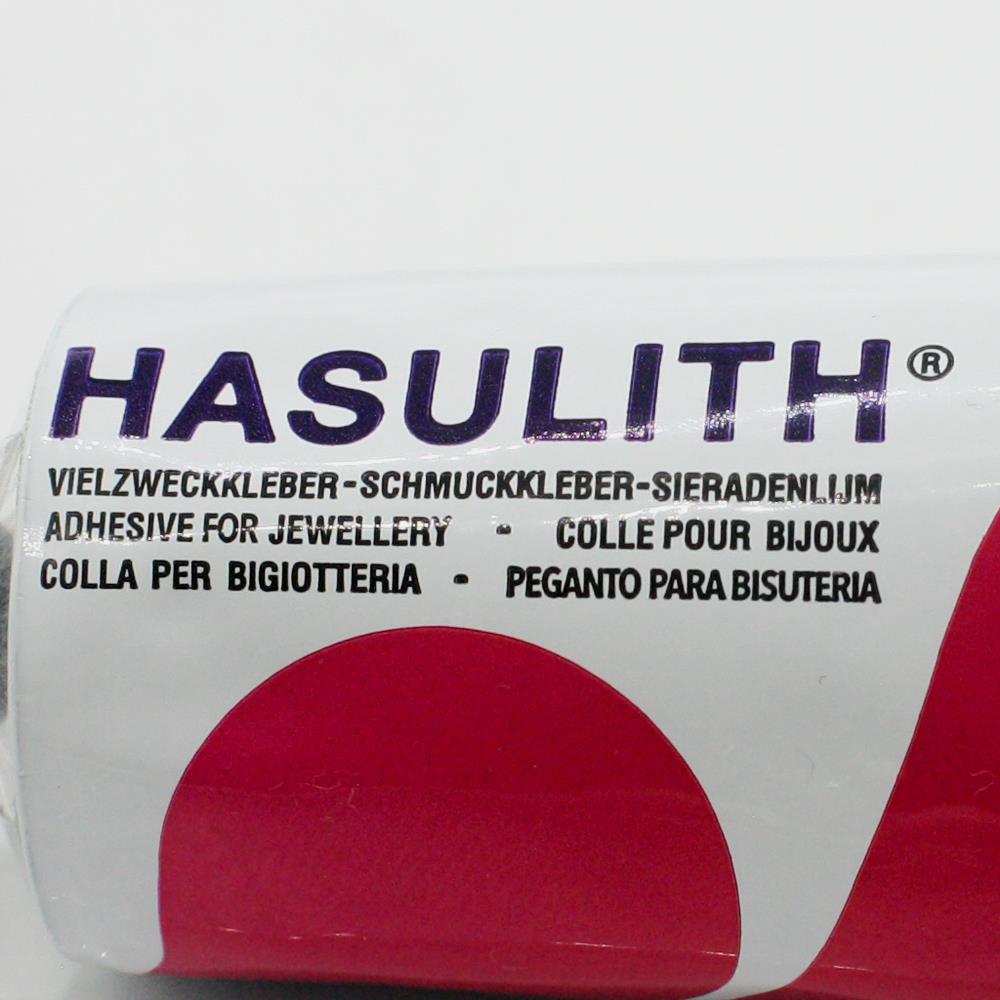 HASULITH®
VIELZWECKKLEBER-SCHMUCKKLEBER-SIERADENLIJM
ADHESIVE FOR JEWELLERY • COLLE POUR BIJOUX
COLLA PER BIGIOTTERIA • PEGANTO PARA BISUTERIA